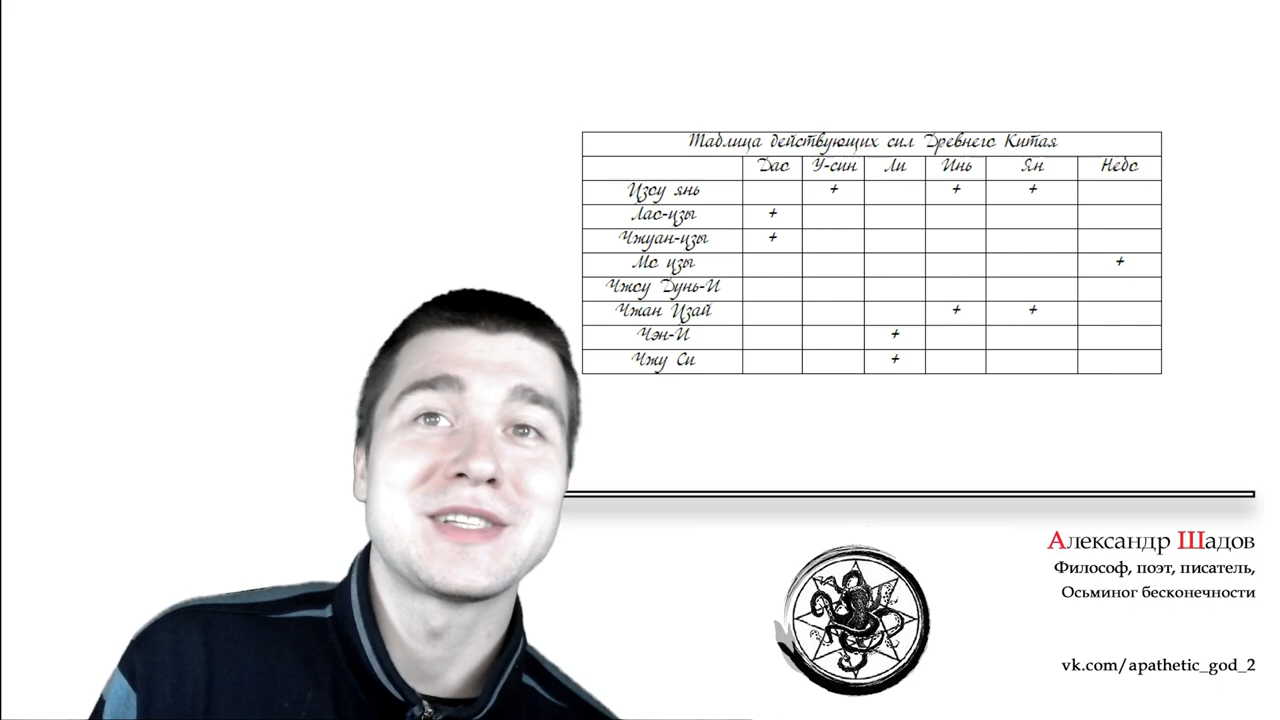 Таблица действующих сил Древнего Китая
Дао У-син Ли Инь Ян Небо
Цзоу янь + + +
Лао-цзы +
Чжуан-цзы +
Мо цзы +
Чжоу Дунь-И
Чжан Цзай + +
Чэн-И +
Чжу Си +
Александр Шадов
Философ, поэт, писатель,
Осьминог бесконечности
vk.com/apathetic_god_2